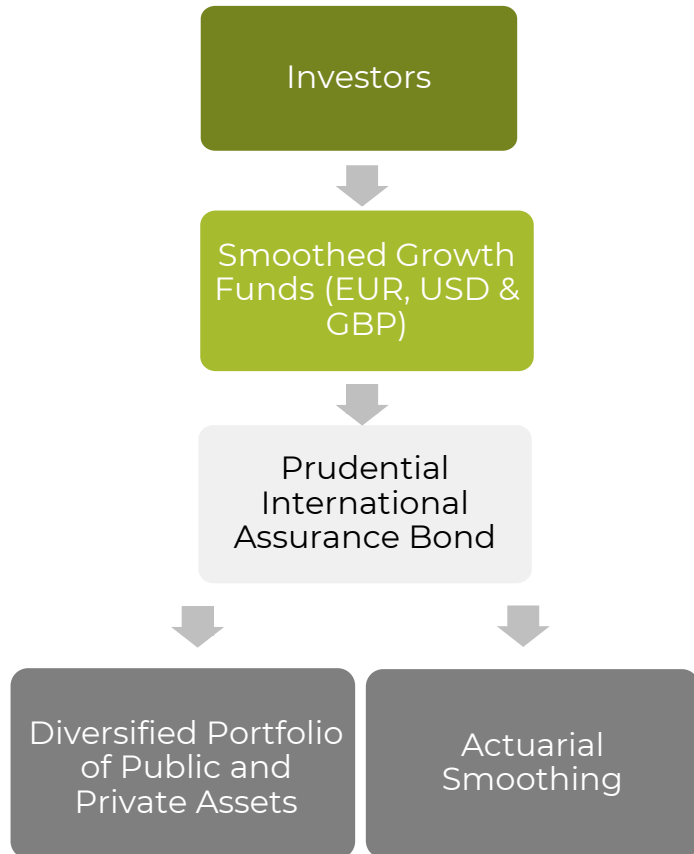 Investors
Smoothed Growth
Funds (EUR, USD &
GBP)
Prudential
International
Assurance Bond
Diversified Portfolio
of Public and
Private Assets
Actuarial
Smoothing